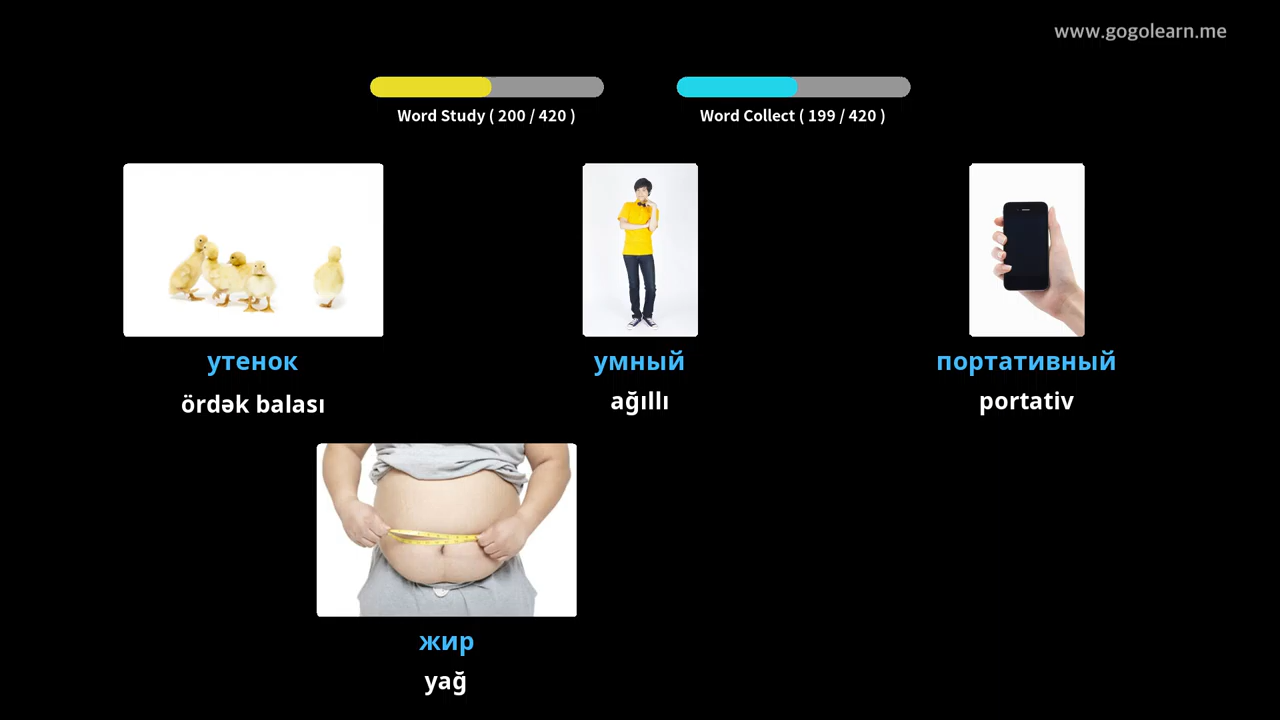 www.gogolearn.me
Word Study ( 200 / 420 )
Word Collect ( 199 / 420 )
утенок
ördək balası
умный
ağıllı
портативный
portativ
жир
yağ